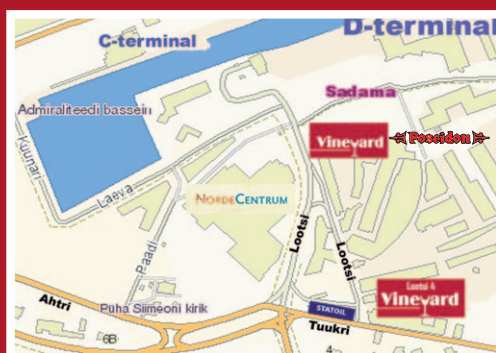 D-terminal
C-terminal
Sadama
Admiraliteedi bassein
Vineyard
Poseidon
Kuunari
Laeva
NORDECENTRUM
Lootsi
Lootsi
Paadi
Lootsi 4
Vineyard
Ahtri
Püha Siimeoni kirik
STATOIL
Tuukri
6B
4